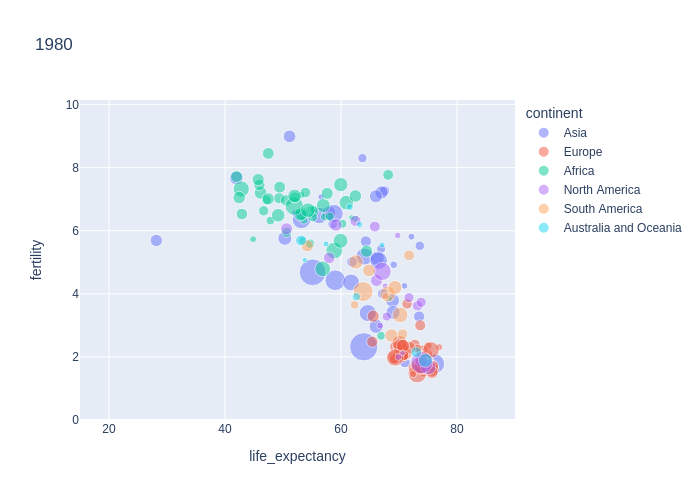 1980
continent
Asia
Europe
Africa
North America
South America
Australia and Oceania
fertility
10
8
6
4
2
0
20
40
60
80
life_expectancy